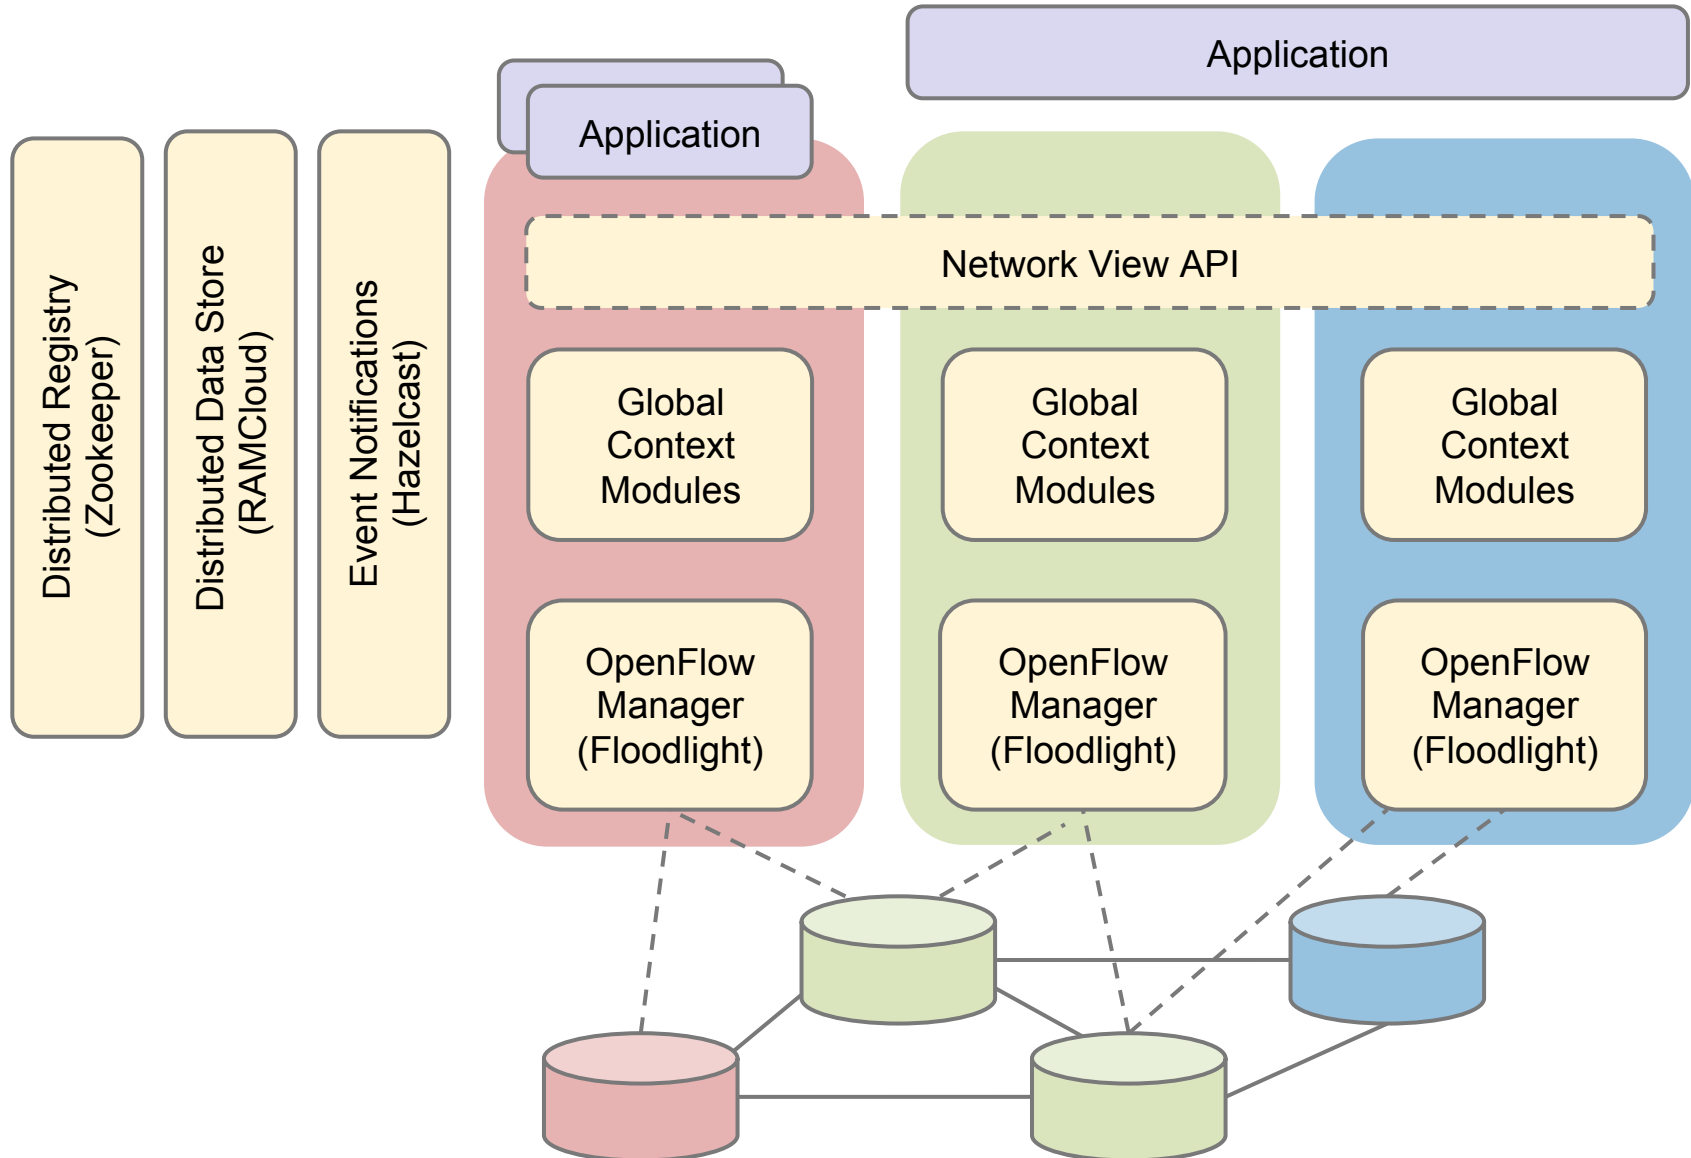 Application
Application
Distributed Registry
(Zookeeper)
Distributed Data Store
(RAMCloud)
Event Notifications
(Hazelcast)
Network View API
Global
Context
Modules
Global
Context
Modules
Global
Context
Modules
OpenFlow
Manager
(Floodlight)
OpenFlow
Manager
(Floodlight)
OpenFlow
Manager
(Floodlight)